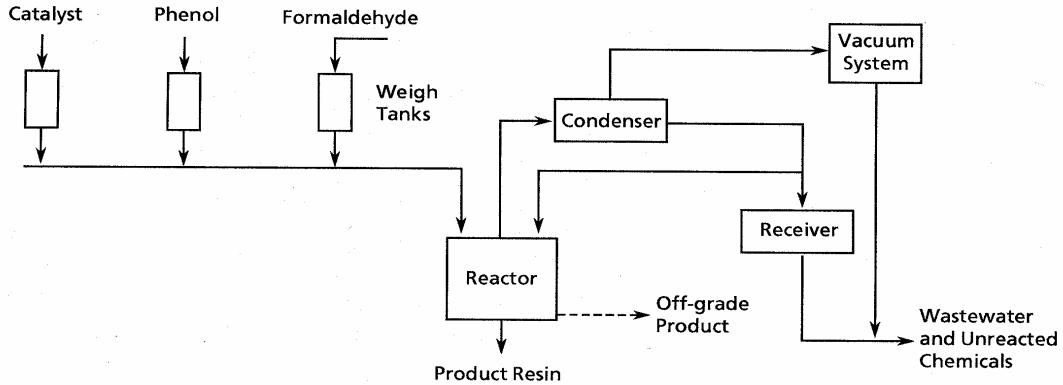 Catalyst
Phenol
Formaldehyde
Weigh
Tanks
Condenser
Vacuum
System
Receiver
Reactor
Off-grade
Product
Product Resin
Wastewater
and Unreacted
Chemicals